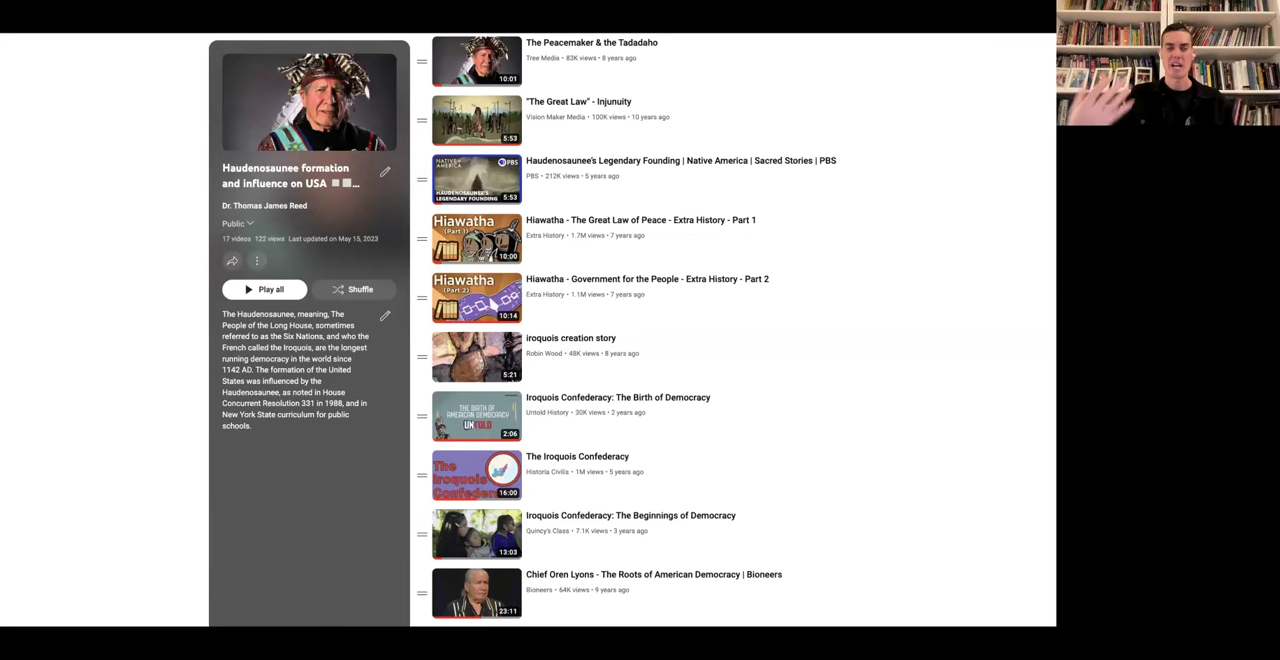 Haudenosaunee formation
and influence on USA
Dr. Thomas James Reed
Public
17 videos 122 views Last updated on May 15, 2023
Play all
Shuffle
The Haudenosaunee, meaning, The
People of the Long House, sometimes
referred to as the Six Nations, and who the
French called the Iroquois, are the longest
running democracy in the world since
1142 AD. The formation of the United
States was influenced by the
Haudenosaunee, as noted in House
Concurrent Resolution 331 in 1988, and in
New York State curriculum for public
schools.
10:01
The Peacemaker & the Tadadaho
Tree Media • 83K views • 8 years ago
5:53
"The Great Law" - Injunuity
Vision Maker Media • 100K views • 10 years ago
NATIVE
AMERICA
PBS
HAUDENOSAUNEE'S
LEGENDARY FOUNDING
5:53
Haudenosaunee's Legendary Founding | Native America | Sacred Stories | PBS
PBS • 212K views • 5 years ago
Hiawatha
(Part 1)
10:00
Hiawatha - The Great Law of Peace - Extra History - Part 1
Extra History • 1.7M views • 7 years ago
Hiawatha
(Part 2)
10:14
Hiawatha - Government for the People - Extra History - Part 2
Extra History • 1.1M views • 7 years ago
5:21
iroquois creation story
Robin Wood • 48K views • 8 years ago
THE BIRTH OF
AMERICAN DEMOCRACY
UNTOLD
2:06
Iroquois Confederacy: The Birth of Democracy
Untold History • 30K views • 2 years ago
The
Iroquois
Confeder
16:00
The Iroquois Confederacy
Historia Civilis • 1M views • 5 years ago
13:03
Iroquois Confederacy: The Beginnings of Democracy
Quincy's Class • 7.1K views • 3 years ago
23:11
Chief Oren Lyons - The Roots of American Democracy | Bioneers
Bioneers • 64K views • 9 years ago